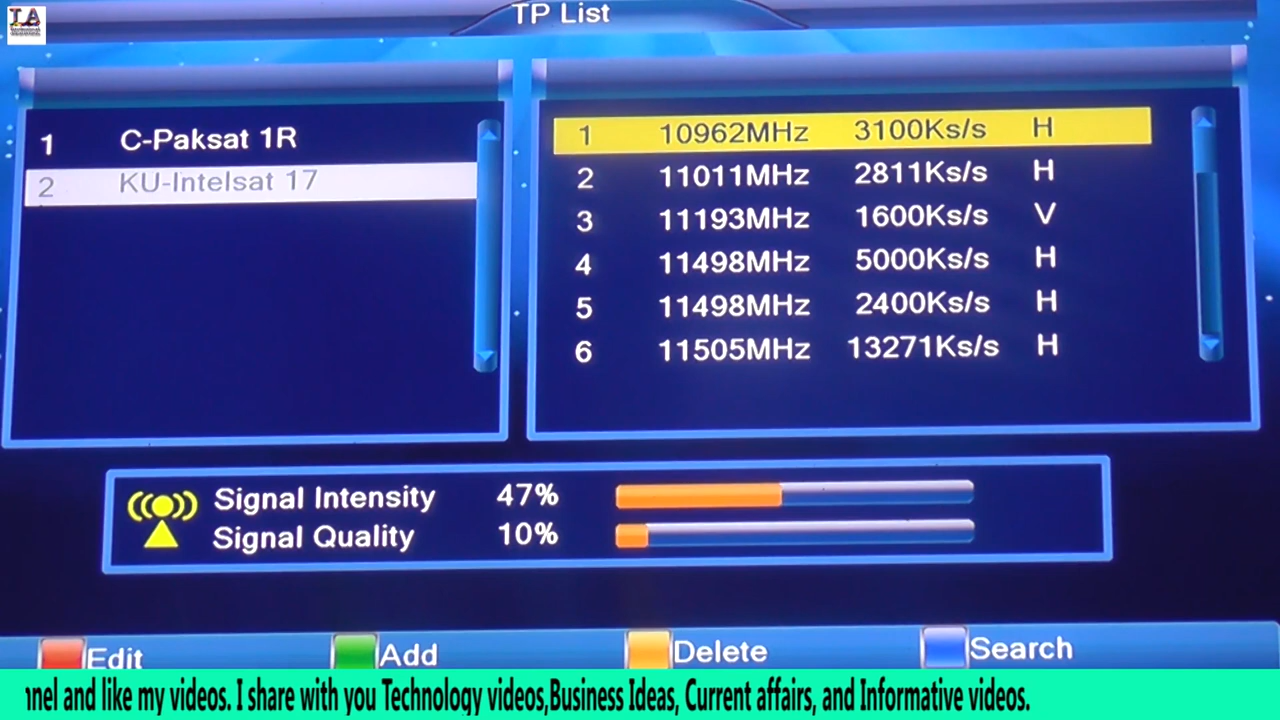 TP List
1 C-Paksat 1R
2 KU-Intelsat 17
1 10962MHz 3100Ks/s H
2 11011MHz 2811Ks/s H
3 11193MHz 1600Ks/s V
4 11498MHz 5000Ks/s H
5 11498MHz 2400Ks/s H
6 11505MHz 13271Ks/s H
Signal Intensity 47%
Signal Quality 10%
Edit Add Delete Search
and like my videos. I share with you Technology videos,Business Ideas, Current affairs, and Informative videos.